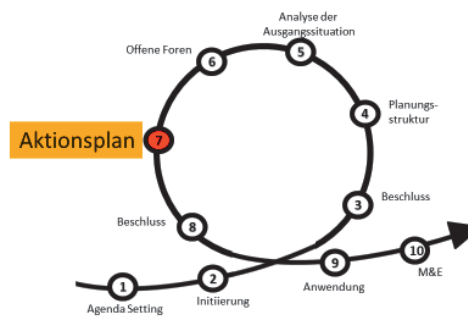 Analyse der
Ausgangssituation
Offene Foren
5
6
4
Planungs-
struktur
Aktionsplan
7
3
Beschluss
Beschluss
8
10
9
M&E
2
1
Initiierung
Anwendung
Agenda Setting